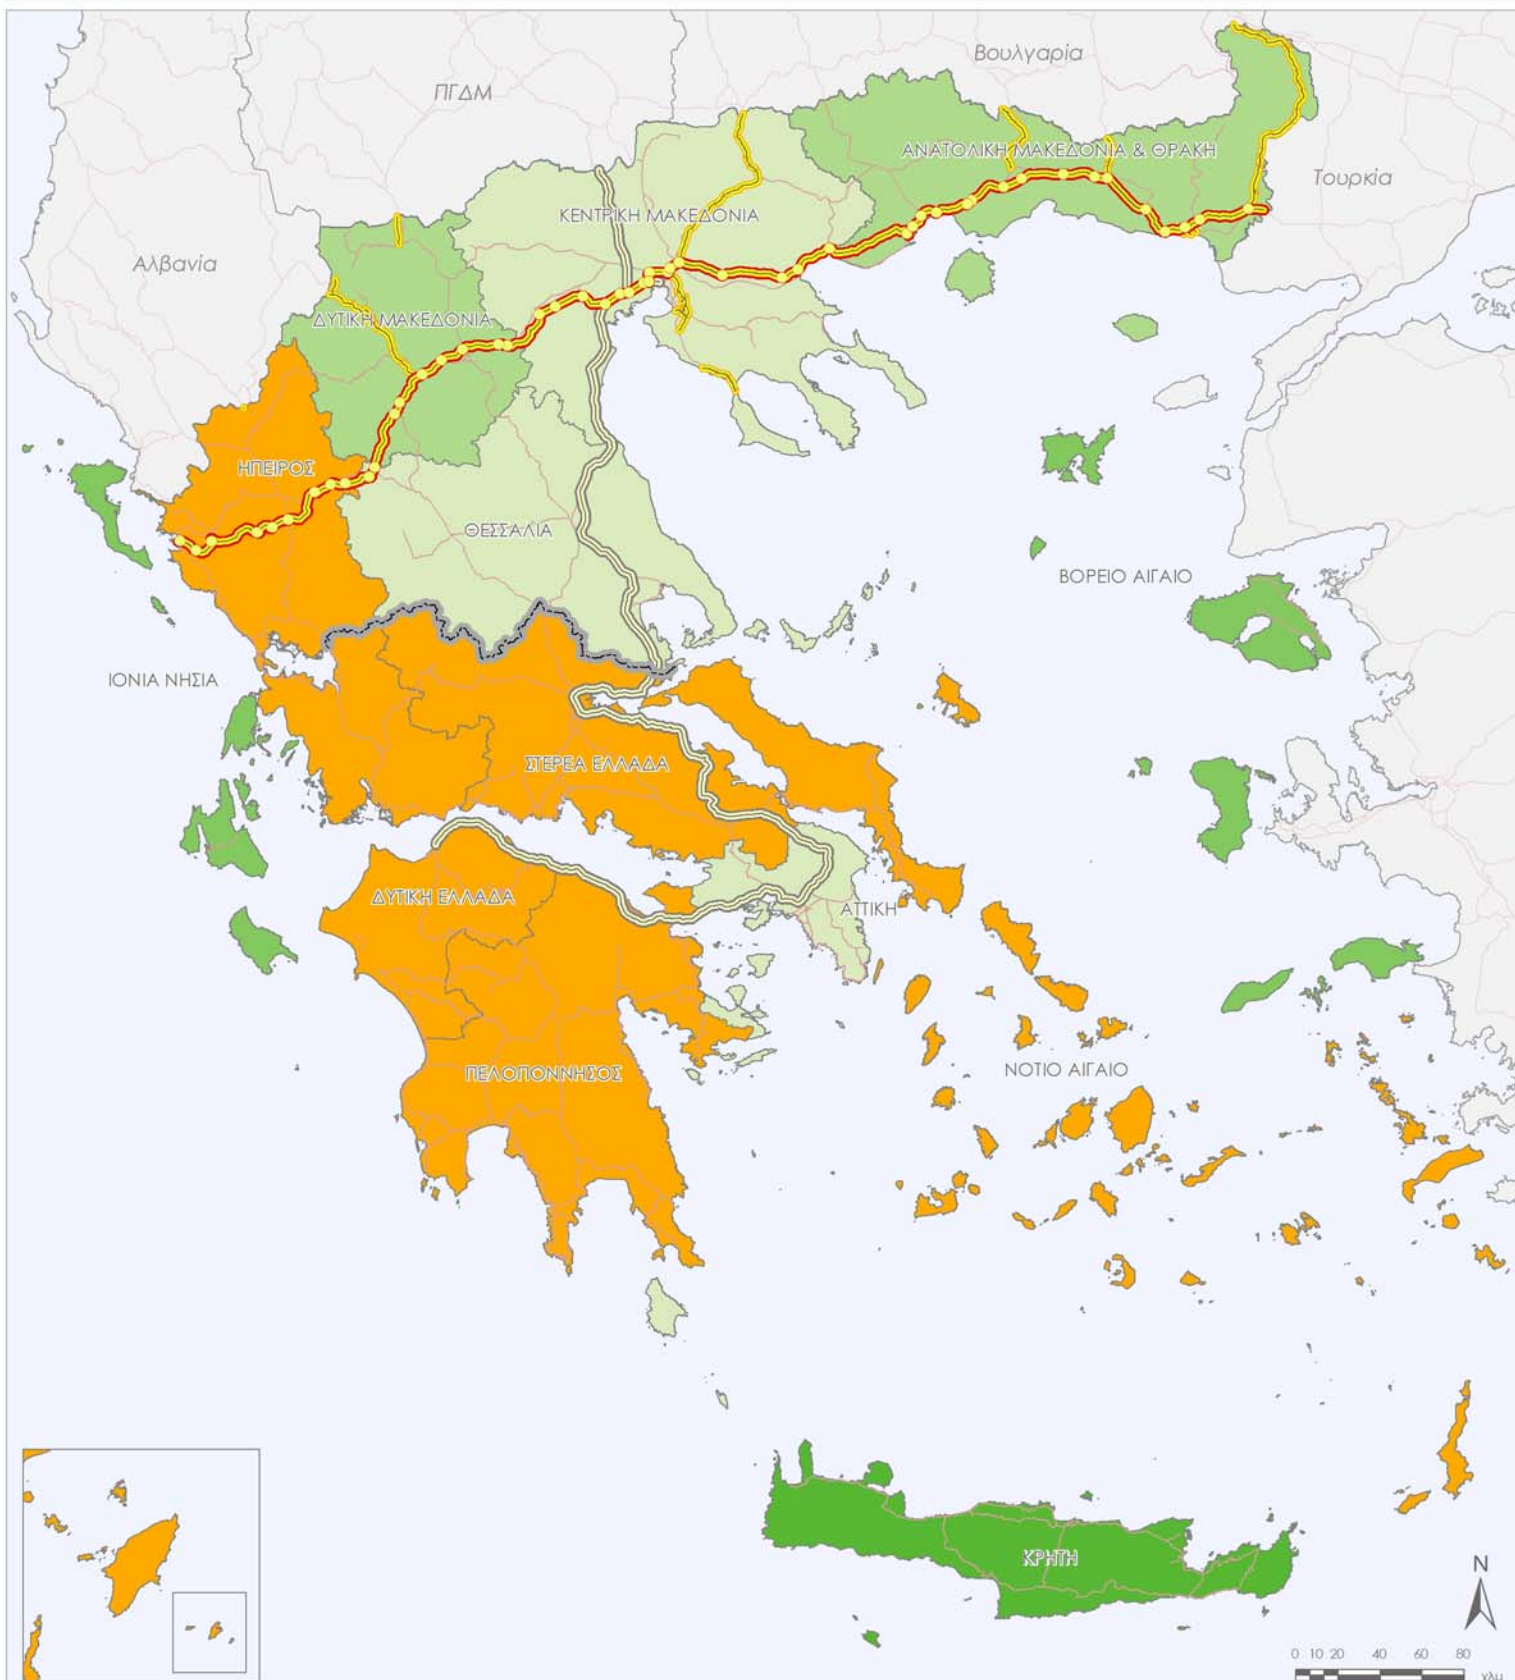 Βουλγαρία
ΠΓΔΜ
ΑΝΑΤΟΛΙΚΗ ΜΑΚΕΔΟΝΙΑ & ΘΡΑΚΗ
Τουρκία
ΚΕΝΤΡΙΚΗ ΜΑΚΕΔΟΝΙΑ
Αλβανία
ΔΥΤΙΚΗ ΜΑΚΕΔΟΝΙΑ
ΗΠΕΙΡΟΣ
ΘΕΣΣΑΛΙΑ
ΒΟΡΕΙΟ ΑΙΓΑΙΟ
ΙΟΝΙΑ ΝΗΣΙΑ
ΣΤΕΡΕΑ ΕΛΛΑΔΑ
ΔΥΤΙΚΗ ΕΛΛΑΔΑ
ΑΤΤΙΚΗ
ΝΟΤΙΟ ΑΙΓΑΙΟ
ΠΕΛΟΠΟΝΝΗΣΟΣ
ΚΡΗΤΗ
N
0 10 20 40 60 80
χλμ